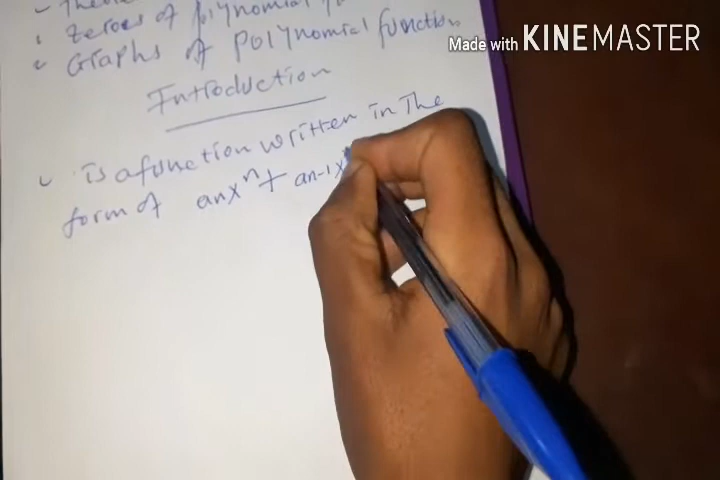 Zeroes of polynomial
Graphs of Polynomial function
Made with KINEMASTER
Introduction
is a function written in The
form of anx^n + an-1x